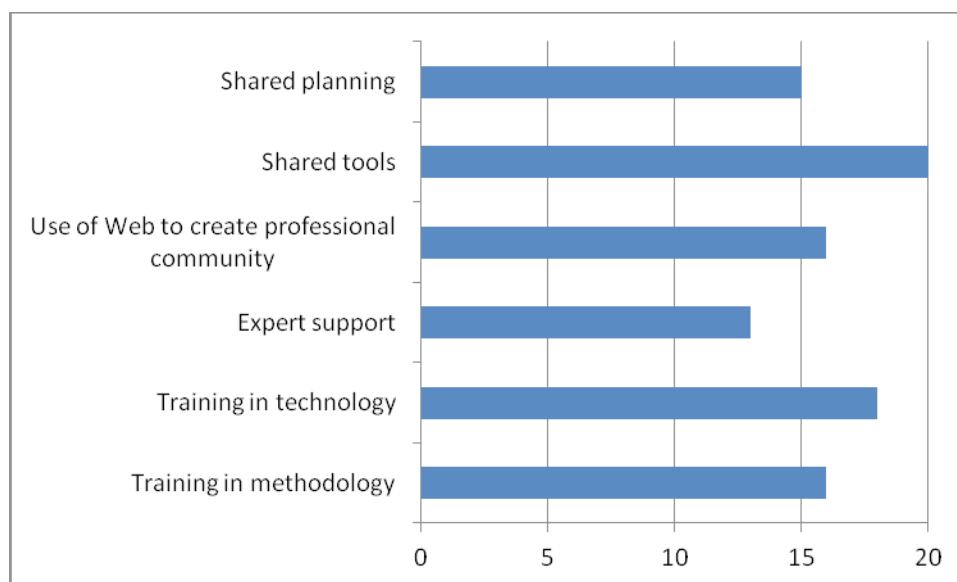 Shared planning
Shared tools
Use of Web to create professional
community
Expert support
Training in technology
Training in methodology
0 5 10 15 20